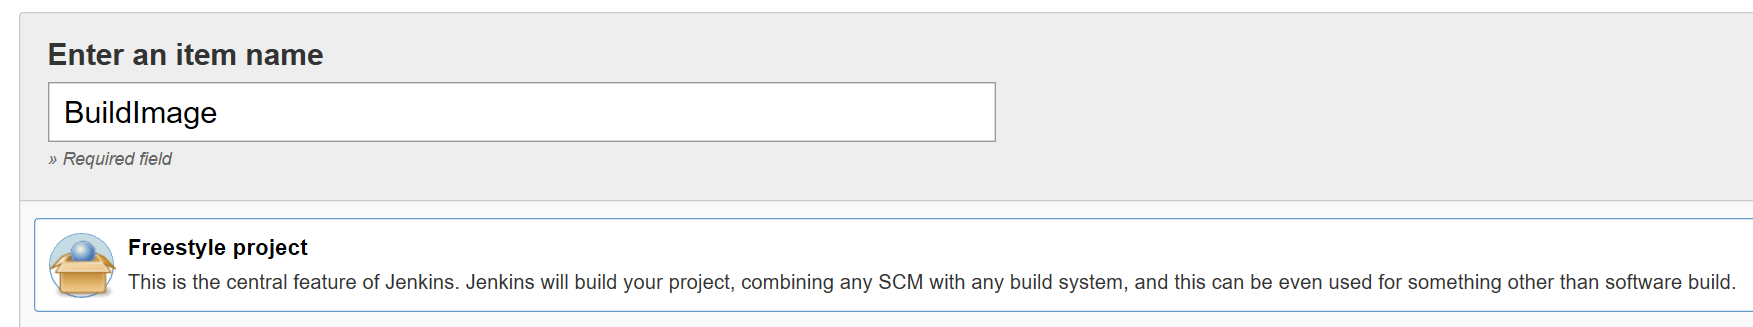 Enter an item name
BuildImage
» Required field
Freestyle project
This is the central feature of Jenkins. Jenkins will build your project, combining any SCM with any build system, and this can be even used for something other than software build.